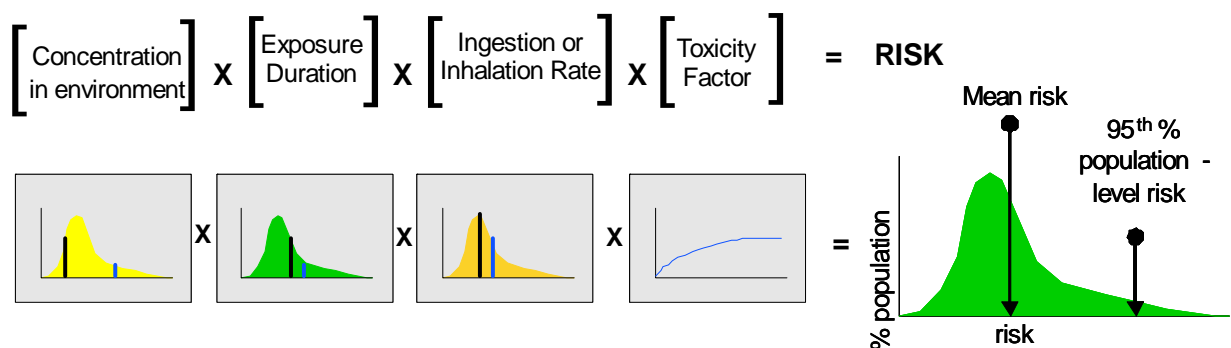 Concentration
in environment
X
Exposure
Duration
X
Ingestion or
Inhalation Rate
X
Toxicity
Factor
= RISK
Mean risk
95th %
population -
level risk
X
X
X
=
% population
risk